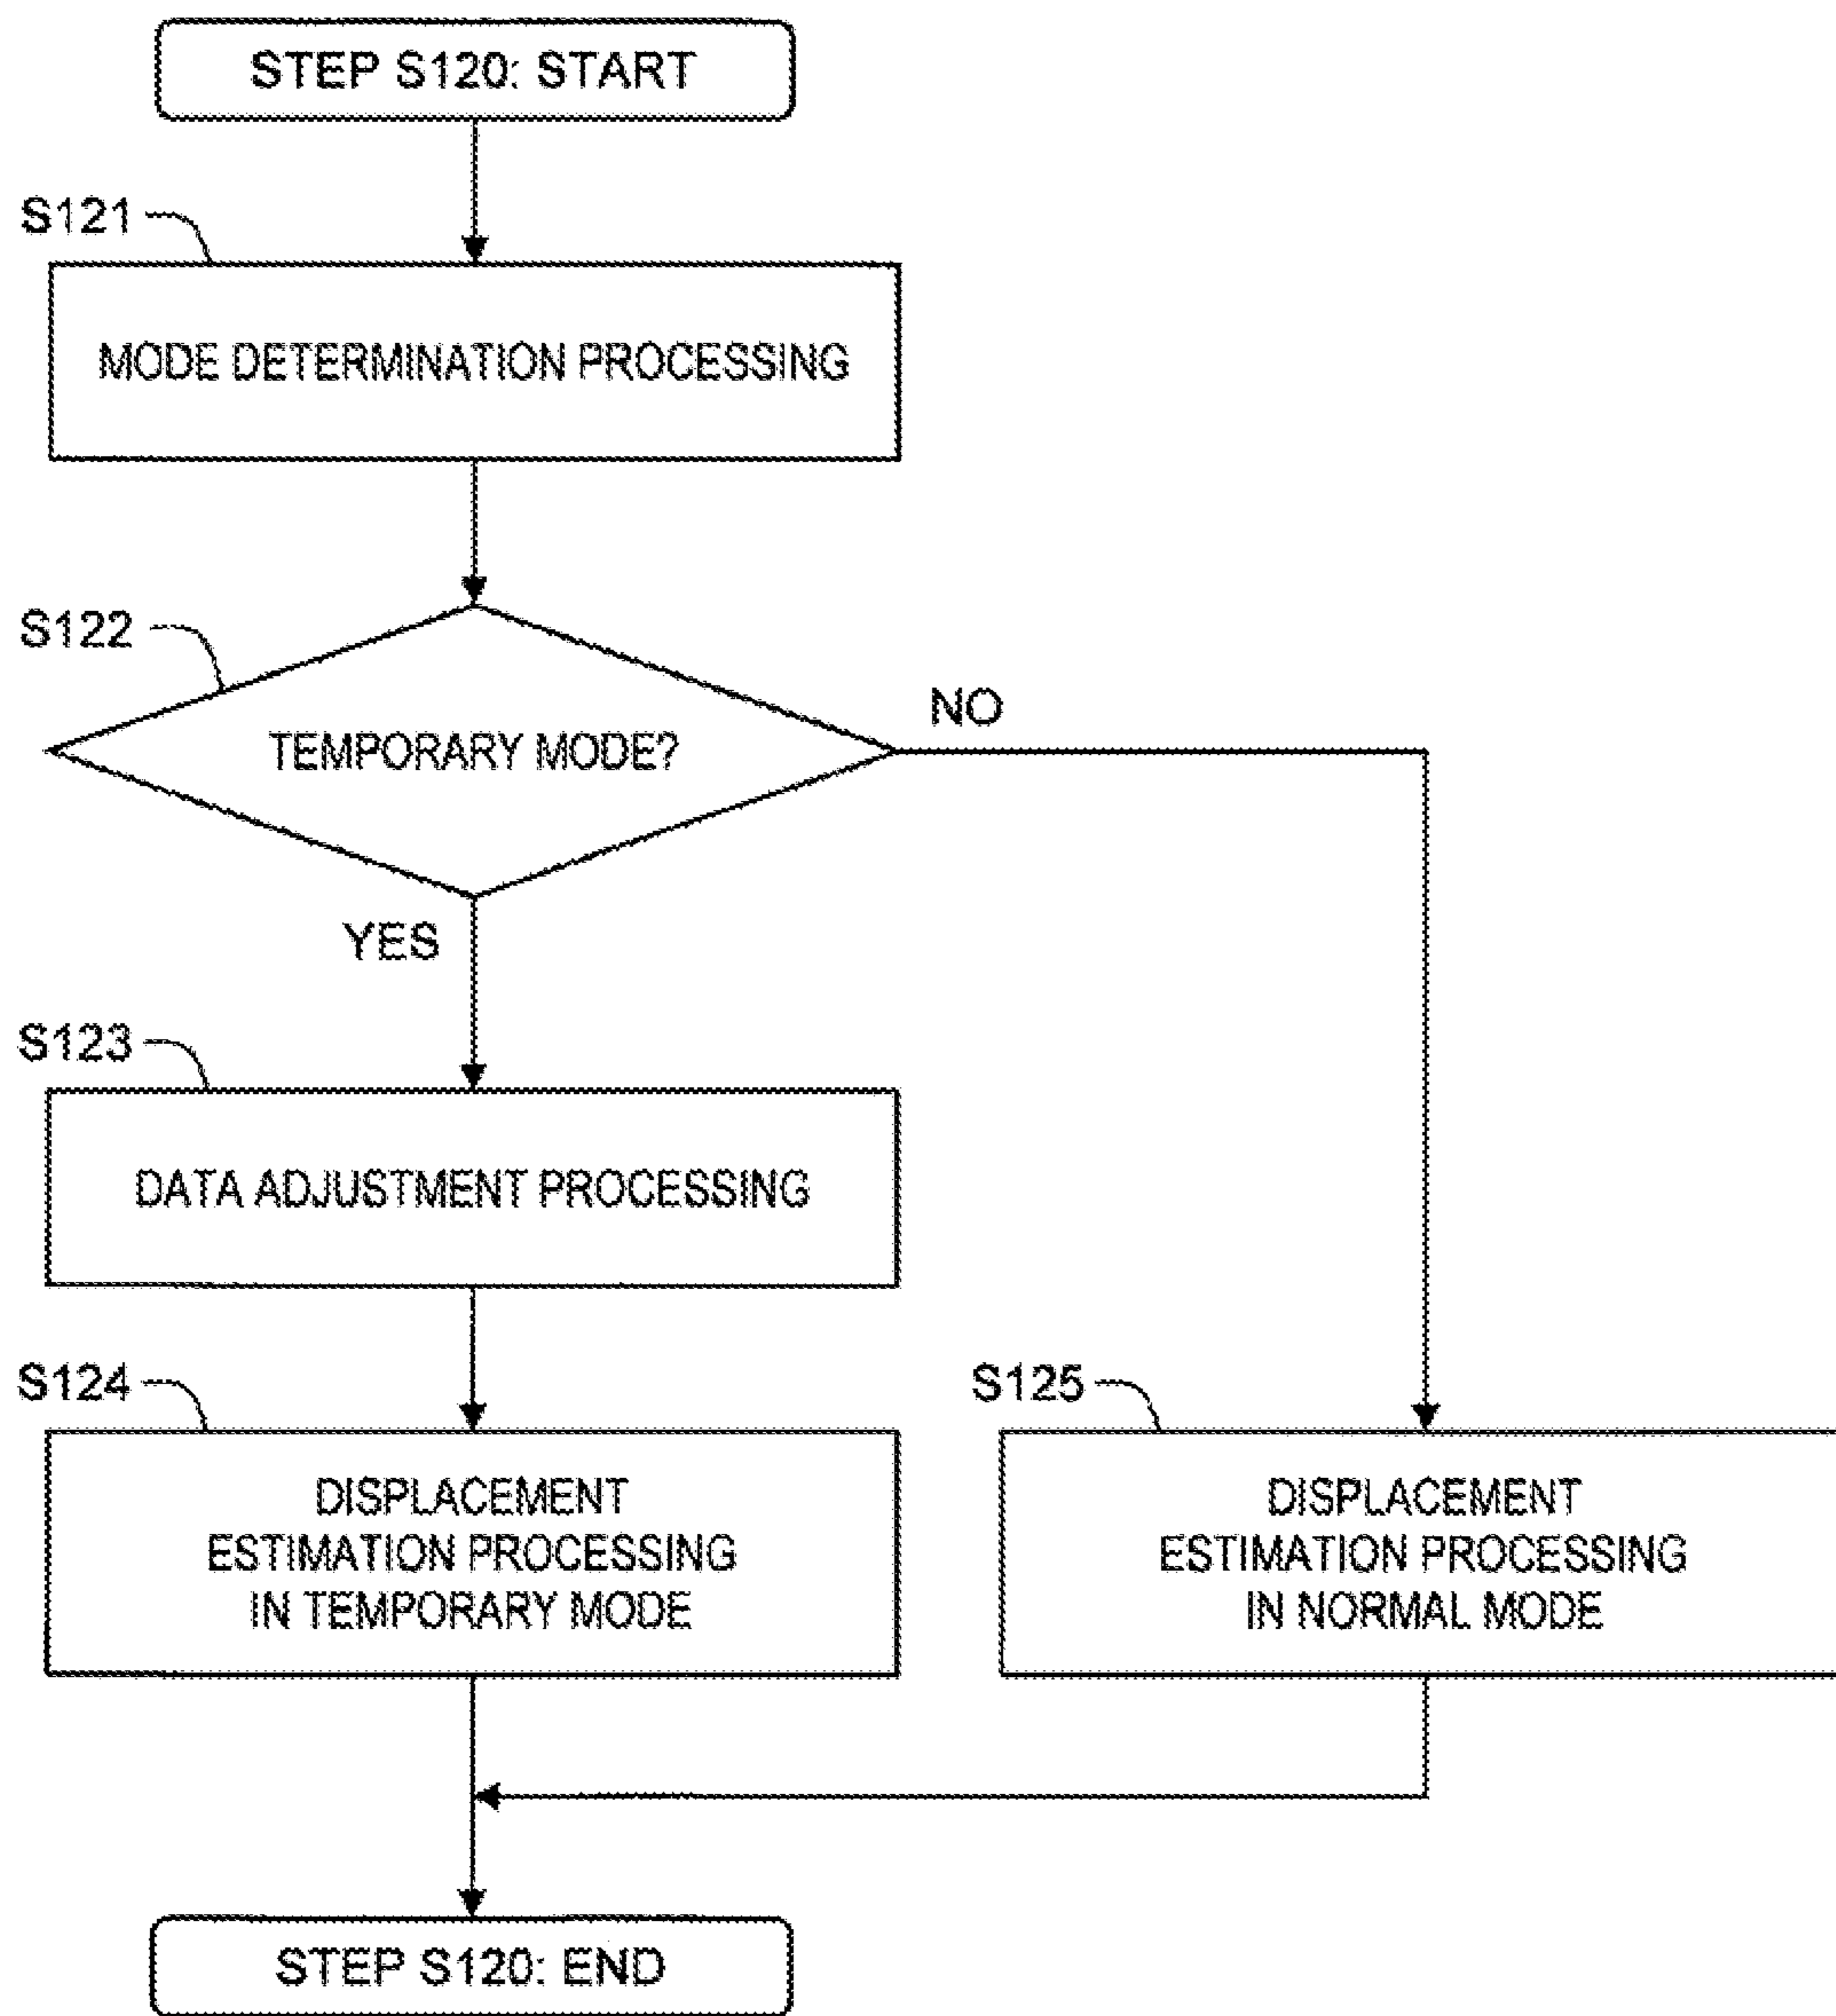 STEP S120: START
S121
MODE DETERMINATION PROCESSING
S122
TEMPORARY MODE?
NO
YES
S123
DATA ADJUSTMENT PROCESSING
S124
DISPLACEMENT
ESTIMATION PROCESSING
IN TEMPORARY MODE
S125
DISPLACEMENT
ESTIMATION PROCESSING
IN NORMAL MODE
STEP S120: END